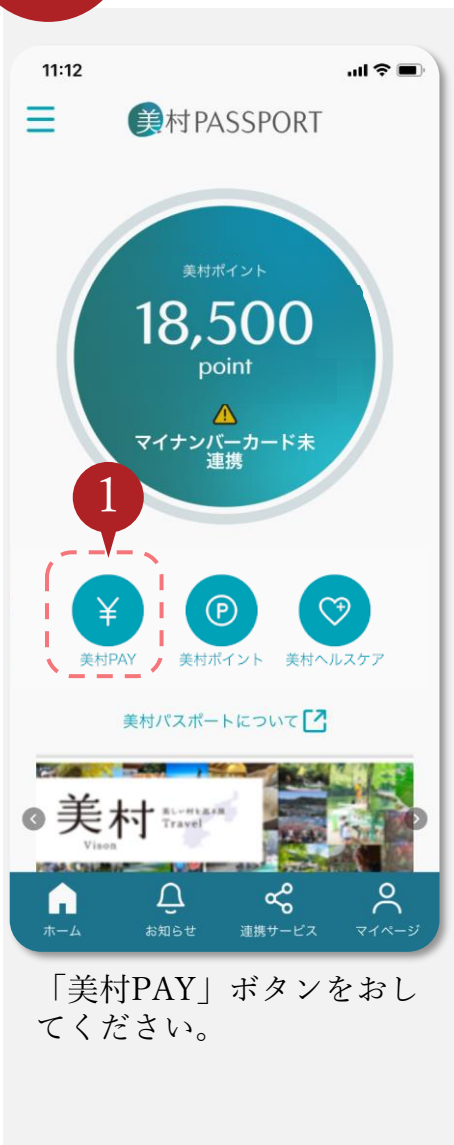 11:12
美村PASSPORT
美村ポイント
18,500
point
マイナンバーカード未
連携
1
¥
P
美村PAY
美村ポイント
美村ヘルスケア
美村パスポートについて
美村
Vison
Travel
ホーム
お知らせ
連携サービス
マイページ
「美村PAY」ボタンをおし
てください。